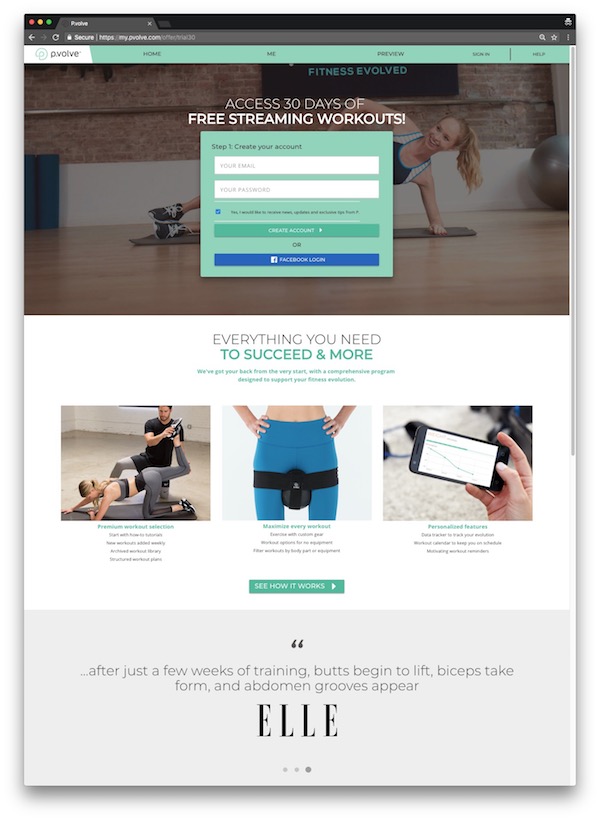 P.volve
Secure | https://my.pvolve.com/offer/trial30
p.volve
HOME
ME
PREVIEW
SIGN IN
HELP
FITNESS EVOLVED
ACCESS 30 DAYS OF
FREE STREAMING WORKOUTS!
Step 1: Create your account
YOUR EMAIL
YOUR PASSWORD
Yes, I would like to receive news, updates and exclusive tips from P.
CREATE ACCOUNT
OR
FACEBOOK LOGIN
EVERYTHING YOU NEED
TO SUCCEED & MORE
We've got your back from the very start, with a comprehensive program
designed to support your fitness evolution.
Premium workout selection
Start with how-to tutorials
New workouts added weekly
Archived workout library
Structured workout plans
Maximize every workout
Exercise with custom gear
Workout options for no equipment
Filter workouts by body part or equipment
Personalized features
Data tracker to track your evolution
Workout calendar to keep you on schedule
Motivating workout reminders
SEE HOW IT WORKS
“
...after just a few weeks of training, butts begin to lift, biceps take
form, and abdomen grooves appear
ELLE